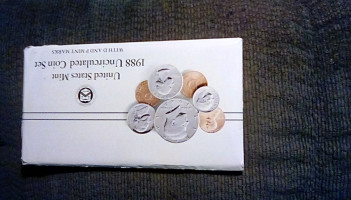 United States Mint
1988 Uncirculated Coin Set
WITH D AND P MINT MARKS